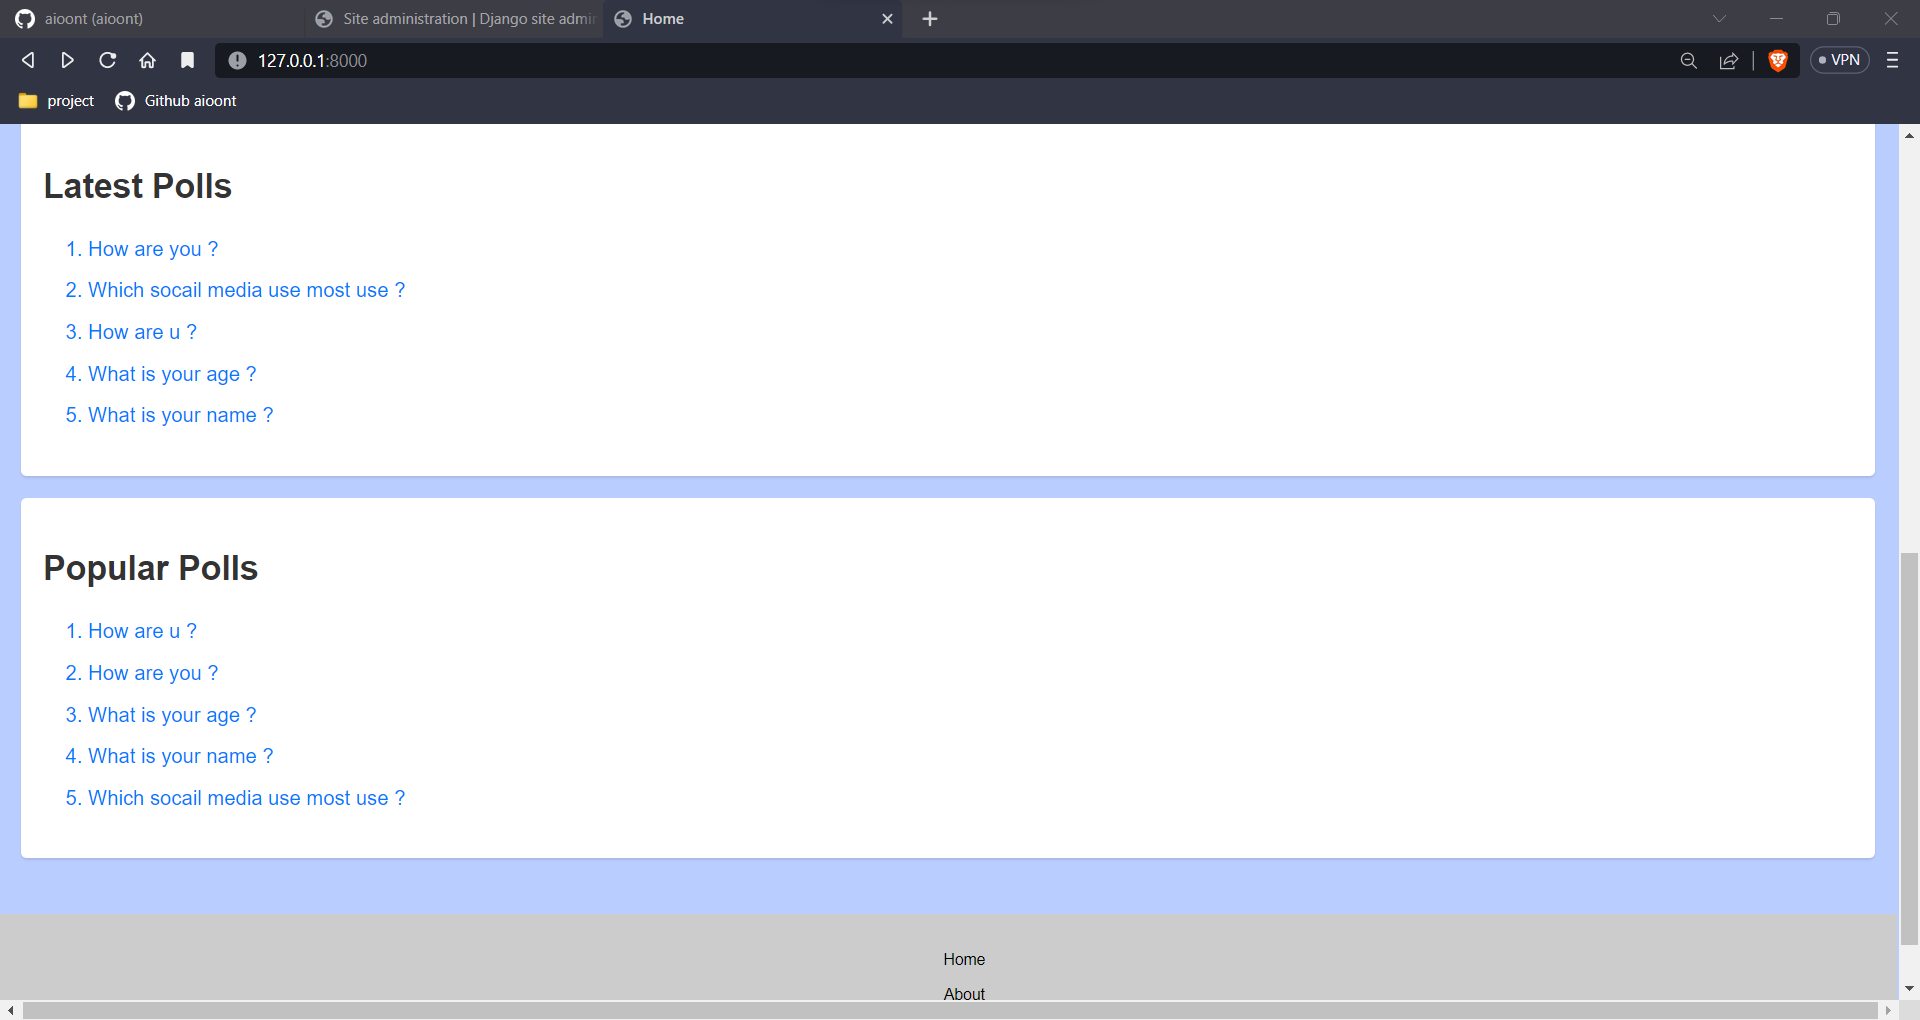 aioont (aioont)
Site administration | Django site admin
Home
127.0.0.1:8000
VPN
project
Github aioont
Latest Polls
1. How are you ?
2. Which socail media use most use ?
3. How are u ?
4. What is your age ?
5. What is your name ?
Popular Polls
1. How are u ?
2. How are you ?
3. What is your age ?
4. What is your name ?
5. Which socail media use most use ?
Home
About